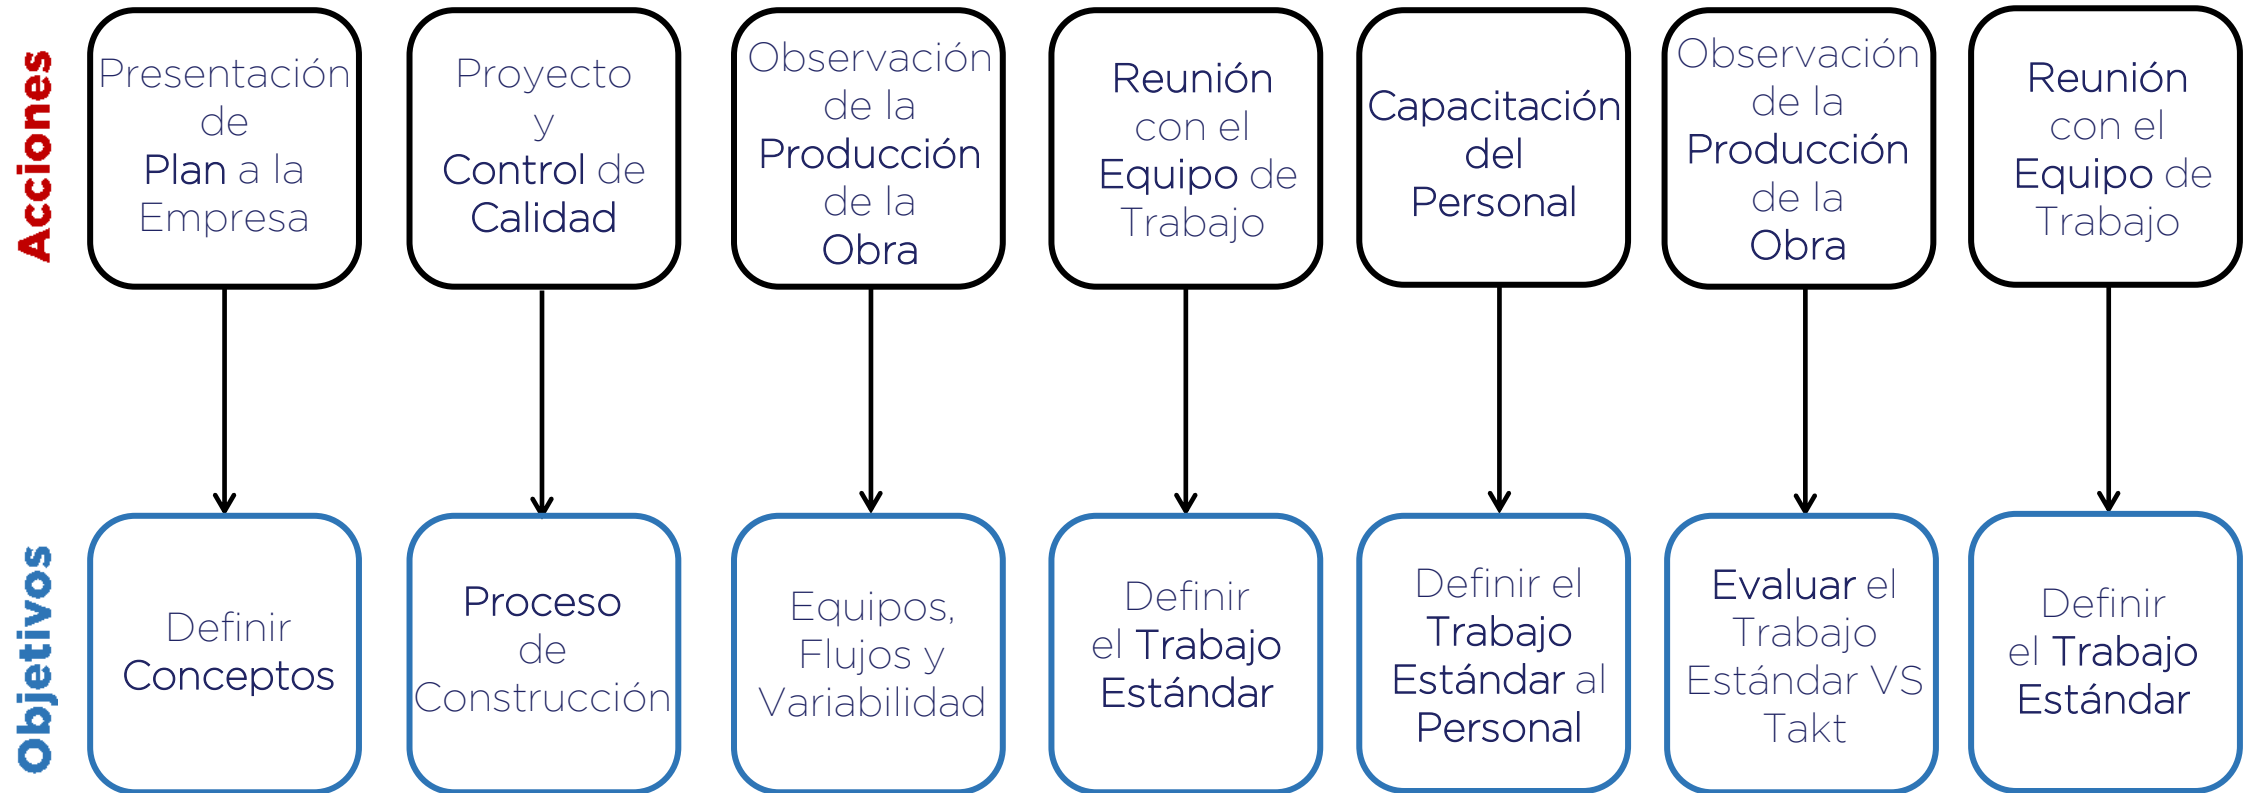 Acciones
Presentación
de
Plan a la
Empresa
Proyecto
y
Control de
Calidad
Observación
de la
Producción
de la
Obra
Reunión
con el
Equipo de
Trabajo
Capacitación
del
Personal
Observación
de la
Producción
de la
Obra
Reunión
con el
Equipo de
Trabajo
Objetivos
Definir
Conceptos
Proceso
de
Construcción
Equipos,
Flujos y
Variabilidad
Definir
el Trabajo
Estándar
Definir el
Trabajo
Estándar al
Personal
Evaluar el
Trabajo
Estándar VS
Takt
Definir
el Trabajo
Estándar